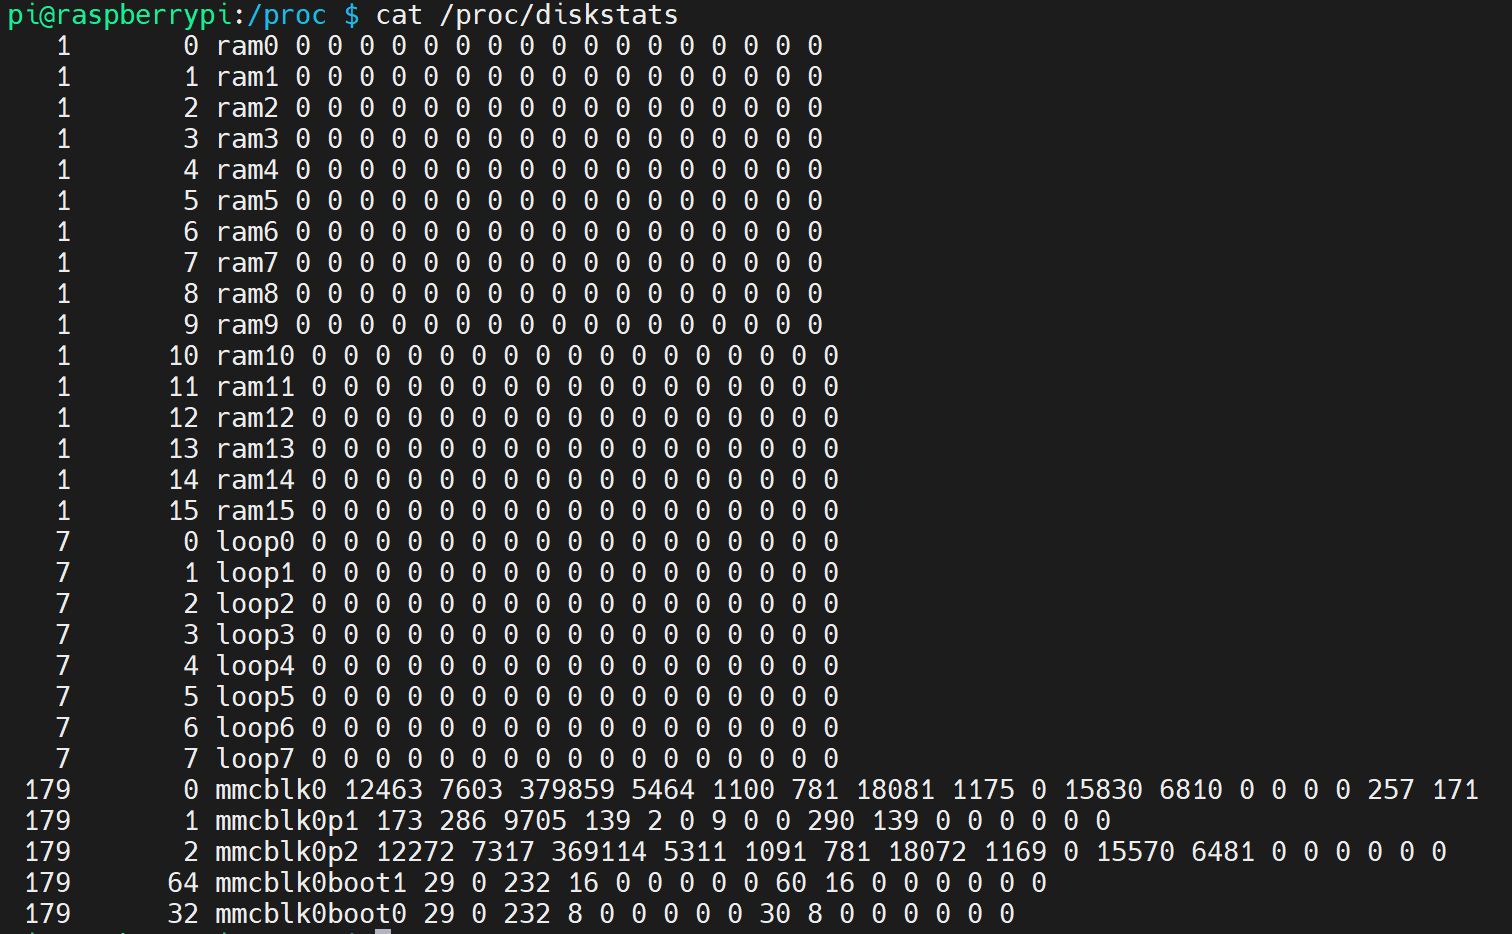 pi@raspberrypi:/proc $ cat /proc/diskstats
1 0 ram0 0 0 0 0 0 0 0 0 0 0 0 0 0 0 0 0 0
1 1 ram1 0 0 0 0 0 0 0 0 0 0 0 0 0 0 0 0 0
1 2 ram2 0 0 0 0 0 0 0 0 0 0 0 0 0 0 0 0 0
1 3 ram3 0 0 0 0 0 0 0 0 0 0 0 0 0 0 0 0 0
1 4 ram4 0 0 0 0 0 0 0 0 0 0 0 0 0 0 0 0 0
1 5 ram5 0 0 0 0 0 0 0 0 0 0 0 0 0 0 0 0 0
1 6 ram6 0 0 0 0 0 0 0 0 0 0 0 0 0 0 0 0 0
1 7 ram7 0 0 0 0 0 0 0 0 0 0 0 0 0 0 0 0 0
1 8 ram8 0 0 0 0 0 0 0 0 0 0 0 0 0 0 0 0 0
1 9 ram9 0 0 0 0 0 0 0 0 0 0 0 0 0 0 0 0 0
1 10 ram10 0 0 0 0 0 0 0 0 0 0 0 0 0 0 0 0 0
1 11 ram11 0 0 0 0 0 0 0 0 0 0 0 0 0 0 0 0 0
1 12 ram12 0 0 0 0 0 0 0 0 0 0 0 0 0 0 0 0 0
1 13 ram13 0 0 0 0 0 0 0 0 0 0 0 0 0 0 0 0 0
1 14 ram14 0 0 0 0 0 0 0 0 0 0 0 0 0 0 0 0 0
1 15 ram15 0 0 0 0 0 0 0 0 0 0 0 0 0 0 0 0 0
7 0 loop0 0 0 0 0 0 0 0 0 0 0 0 0 0 0 0 0 0
7 1 loop1 0 0 0 0 0 0 0 0 0 0 0 0 0 0 0 0 0
7 2 loop2 0 0 0 0 0 0 0 0 0 0 0 0 0 0 0 0 0
7 3 loop3 0 0 0 0 0 0 0 0 0 0 0 0 0 0 0 0 0
7 4 loop4 0 0 0 0 0 0 0 0 0 0 0 0 0 0 0 0 0
7 5 loop5 0 0 0 0 0 0 0 0 0 0 0 0 0 0 0 0 0
7 6 loop6 0 0 0 0 0 0 0 0 0 0 0 0 0 0 0 0 0
7 7 loop7 0 0 0 0 0 0 0 0 0 0 0 0 0 0 0 0 0
179 0 mmcblk0 12463 7603 379859 5464 1100 781 18081 1175 0 15830 6810 0 0 0 0 257 171
179 1 mmcblk0p1 173 286 9705 139 2 0 9 0 0 290 139 0 0 0 0 0 0
179 2 mmcblk0p2 12272 7317 369114 5311 1091 781 18072 1169 0 15570 6481 0 0 0 0 0 0
179 64 mmcblk0boot1 29 0 232 16 0 0 0 0 0 60 16 0 0 0 0 0 0
179 32 mmcblk0boot0 29 0 232 8 0 0 0 0 0 30 8 0 0 0 0 0 0